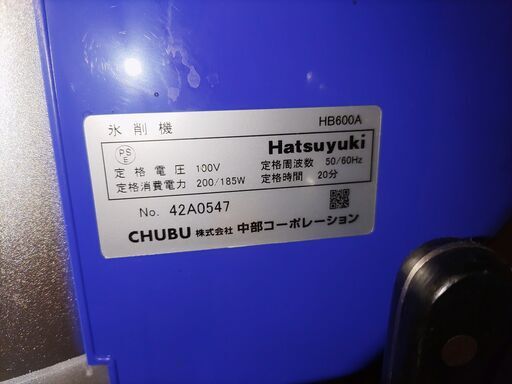 氷削機 HB600A
PS E Hatsuyuki
定格電圧 100V 定格周波数 50/60Hz
定格消費電力 200/185W 定格時間 20分
No. 42A0547
CHUBU 株式会社 中部コーポレーション